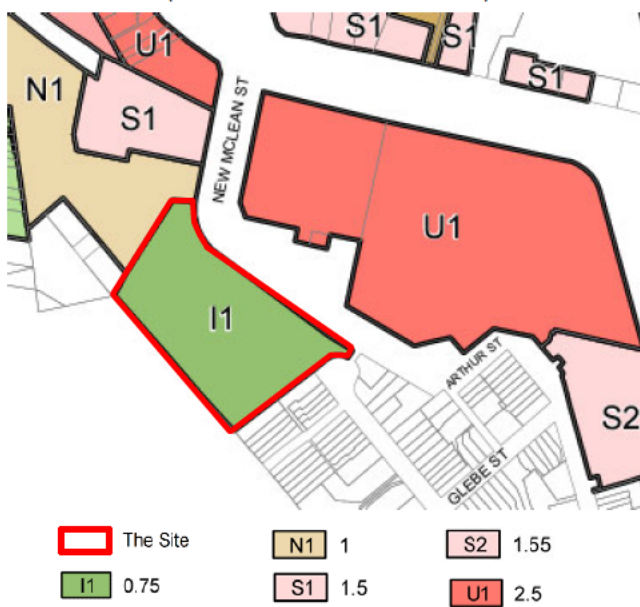 U1
S1
S1
S1
N1
S1
NEW MCLEAN ST
U1
I1
ARTHUR ST
S2
GLEBE ST
The Site
N1 1
S2 1.55
I1 0.75
S1 1.5
U1 2.5